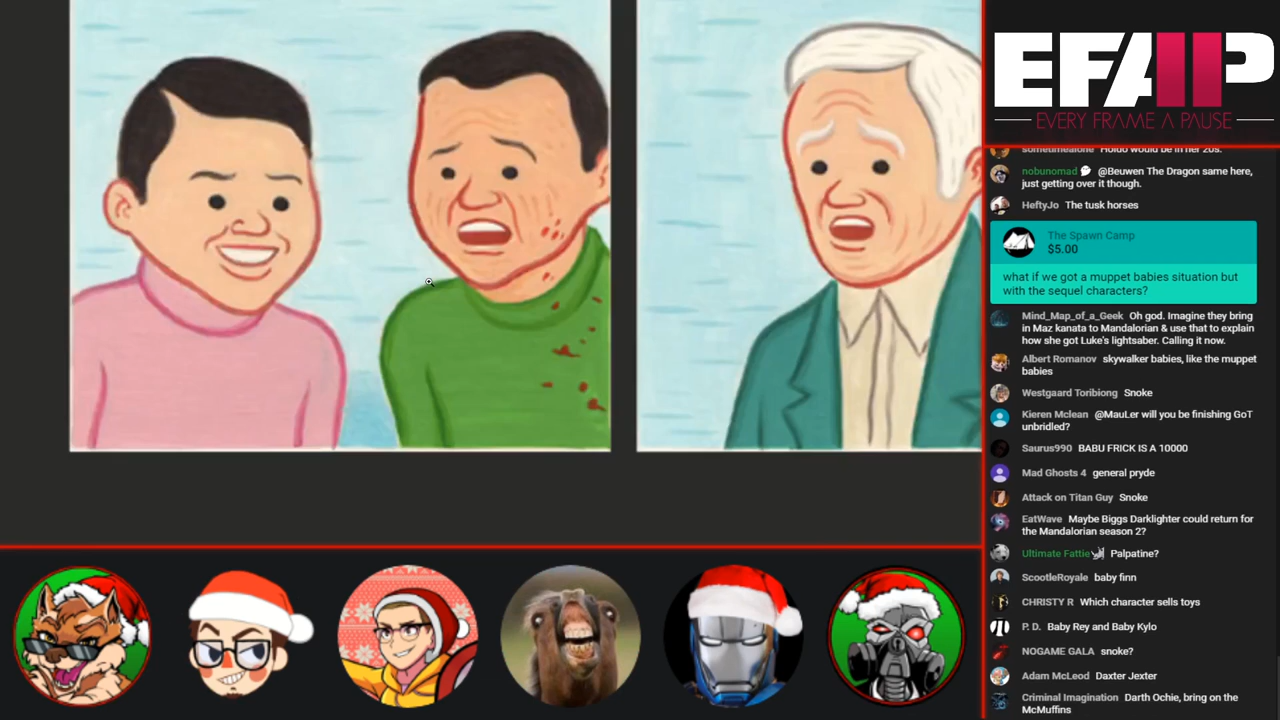 EFAP
EVERY FRAME A PAUSE
sometimealone Holdo would be in her 20s.
nobunomad @Beuwen The Dragon same here,
just getting over it though.
HeftyJo The tusk horses
The Spawn Camp
$5.00
what if we got a muppet babies situation but
with the sequel characters?
Mind_Map_of_a_Geek Oh god. Imagine they bring
in Maz kanata to Mandalorian & use that to explain
how she got Luke's lightsaber. Calling it now.
Albert Romanov skywalker babies, like the muppet
babies
Westgaard Toribiong Snoke
Kieren Mclean @MauLer will you be finishing GoT
unbridled?
Saurus990 BABU FRICK IS A 10000
Mad Ghosts 4 general pryde
Attack on Titan Guy Snoke
EatWave Maybe Biggs Darklighter could return for
the Mandalorian season 2?
Ultimate Fattie Palpatine?
ScootleRoyale baby finn
CHRISTY R Which character sells toys
P. D. Baby Rey and Baby Kylo
NOGAME GALA snoke?
Adam McLeod Daxter Jexter
Criminal Imagination Darth Ochie, bring on the
McMuffins